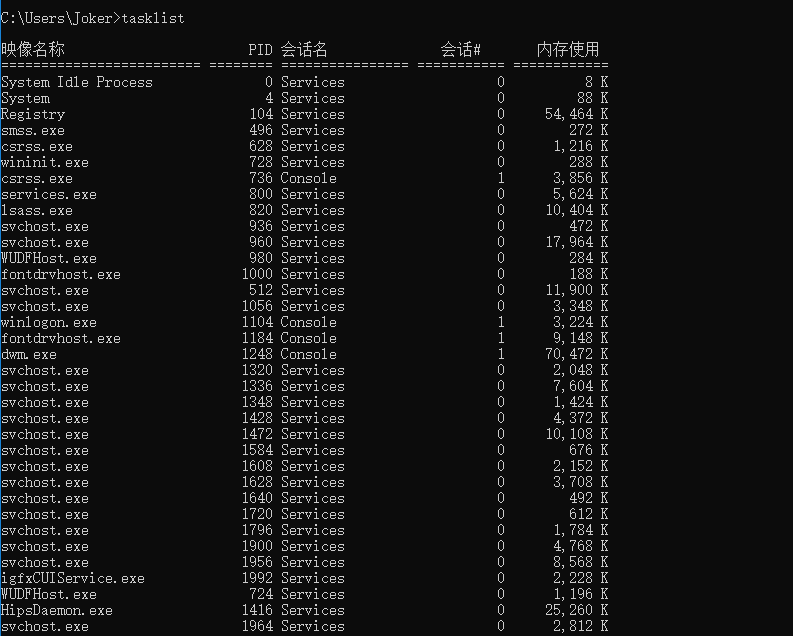 C:\Users\Joker>tasklist
映像名称                       PID 会话名              会话#       内存使用
========================= ======== ================ =========== ============
System Idle Process              0 Services                   0          8 K
System                           4 Services                   0         88 K
Registry                       104 Services                   0     54,464 K
smss.exe                       496 Services                   0        272 K
csrss.exe                      628 Services                   0      1,216 K
wininit.exe                    728 Services                   0        288 K
csrss.exe                      736 Console                    1      3,856 K
services.exe                   800 Services                   0      5,624 K
lsass.exe                      820 Services                   0     10,404 K
svchost.exe                    936 Services                   0        472 K
svchost.exe                    960 Services                   0     17,964 K
WUDFHost.exe                   980 Services                   0        284 K
fontdrvhost.exe               1000 Services                   0        188 K
svchost.exe                    512 Services                   0     11,900 K
svchost.exe                   1056 Services                   0      3,348 K
winlogon.exe                  1104 Console                    1      3,224 K
fontdrvhost.exe               1184 Console                    1      9,148 K
dwm.exe                       1248 Console                    1     70,472 K
svchost.exe                   1320 Services                   0      2,048 K
svchost.exe                   1336 Services                   0      7,604 K
svchost.exe                   1348 Services                   0      1,424 K
svchost.exe                   1428 Services                   0      4,372 K
svchost.exe                   1472 Services                   0     10,108 K
svchost.exe                   1584 Services                   0        676 K
svchost.exe                   1608 Services                   0      2,152 K
svchost.exe                   1628 Services                   0      3,708 K
svchost.exe                   1640 Services                   0        492 K
svchost.exe                   1720 Services                   0        612 K
svchost.exe                   1796 Services                   0      1,784 K
svchost.exe                   1900 Services                   0      4,768 K
svchost.exe                   1956 Services                   0      8,568 K
igfxCUIService.exe            1992 Services                   0      2,228 K
WUDFHost.exe                   724 Services                   0      1,196 K
HipsDaemon.exe                1416 Services                   0     25,260 K
svchost.exe                   1964 Services                   0      2,812 K